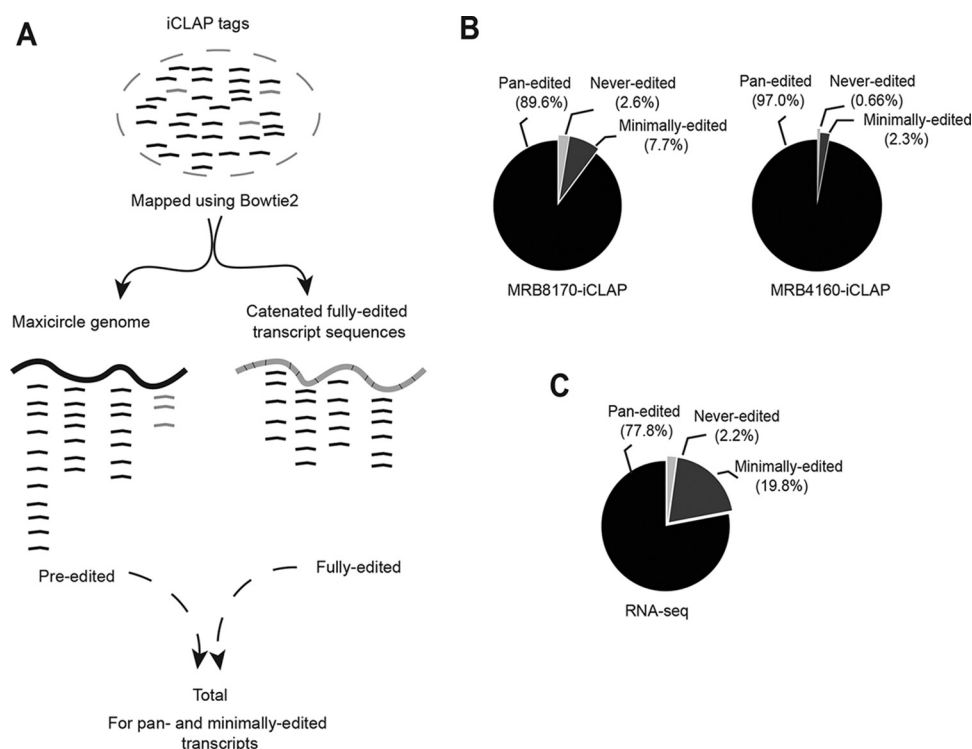 A
iCLAP tags
Mapped using Bowtie2
Maxicircle genome
Catenated fully-edited
transcript sequences
Pre-edited
Fully-edited
Total
For pan- and minimally-edited
transcripts
B
Pan-edited
(89.6%)
Never-edited
(2.6%)
Minimally-edited
(7.7%)
MRB8170-iCLAP
Pan-edited
(97.0%)
Never-edited
(0.66%)
Minimally-edited
(2.3%)
MRB4160-iCLAP
C
Pan-edited
(77.8%)
Never-edited
(2.2%)
Minimally-edited
(19.8%)
RNA-seq